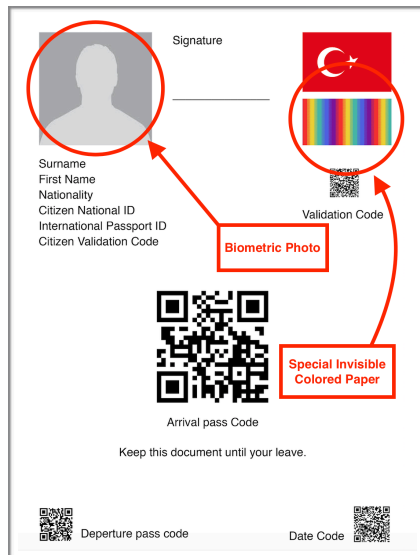 Signature
Surname
First Name
Nationality
Citizen National ID
International Passport ID
Citizen Validation Code
Validation Code
Biometric Photo
Special Invisible
Colored Paper
Arrival pass Code
Keep this document until your leave.
Deperture pass code
Date Code